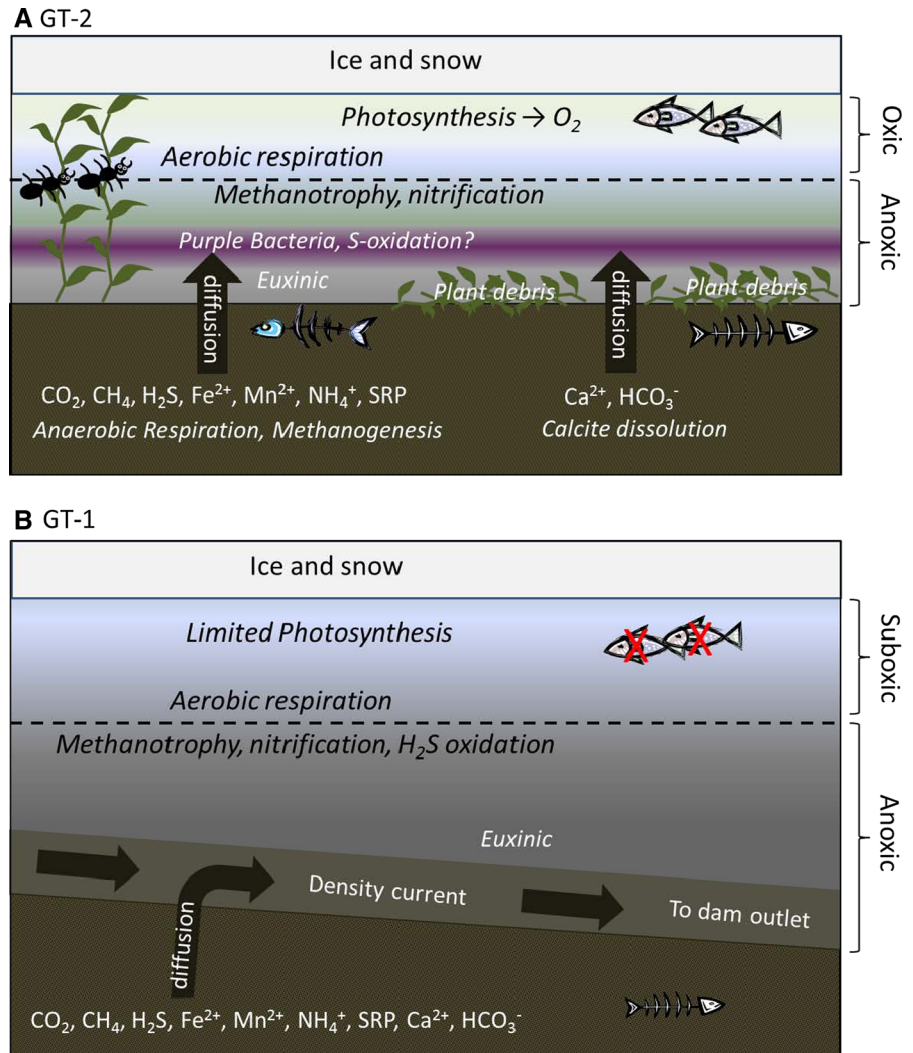 A GT-2
Ice and snow
Photosynthesis → O₂
Aerobic respiration
Oxic
Methanotrophy, nitrification
Anoxic
Purple Bacteria, S-oxidation?
Euxinic
diffusion
diffusion
Plant debris
Plant debris
CO₂, CH₄, H₂S, Fe²⁺, Mn²⁺, NH₄⁺, SRP
Ca²⁺, HCO₃⁻
Anaerobic Respiration, Methanogenesis
Calcite dissolution
B GT-1
Ice and snow
Limited Photosynthesis
Suboxic
Aerobic respiration
Methanotrophy, nitrification, H₂S oxidation
Anoxic
Euxinic
Density current
To dam outlet
diffusion
CO₂, CH₄, H₂S, Fe²⁺, Mn²⁺, NH₄⁺, SRP, Ca²⁺, HCO₃⁻